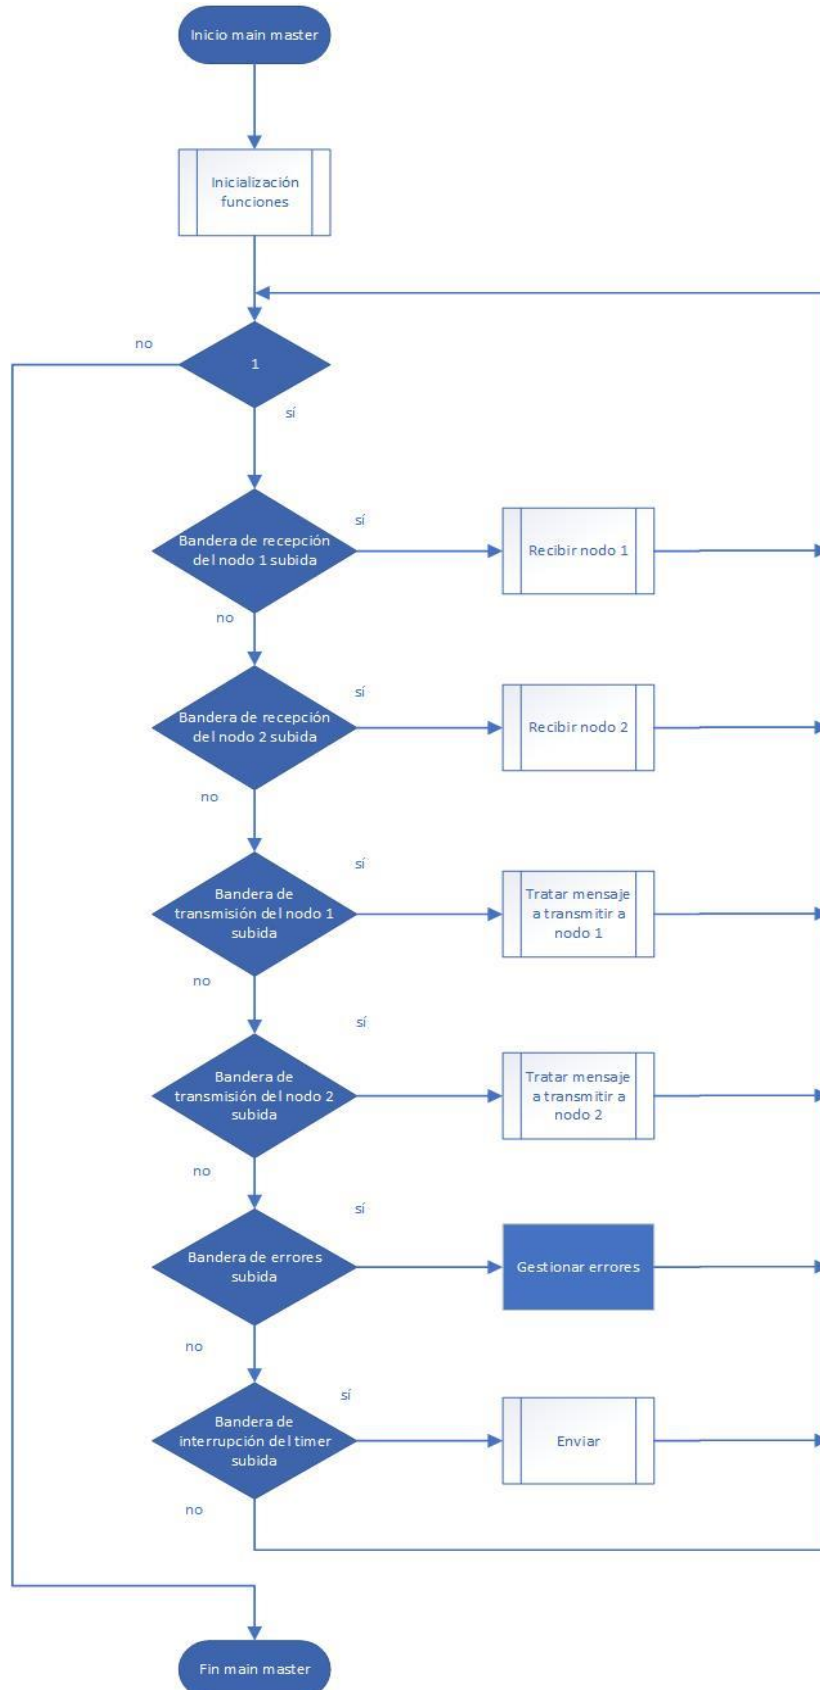 Inicio main master
Inicialización
funciones
no
1
sí
Bandera de recepción
del nodo 1 subida
sí
Recibir nodo 1
no
Bandera de recepción
del nodo 2 subida
sí
Recibir nodo 2
no
Bandera de
transmisión del nodo 1
subida
sí
Tratar mensaje
a transmitir a
nodo 1
no
Bandera de
transmisión del nodo 2
subida
sí
Tratar mensaje
a transmitir a
nodo 2
no
Bandera de errores
subida
sí
Gestionar errores
no
Bandera de
interrupción del timer
subida
sí
Enviar
no
Fin main master